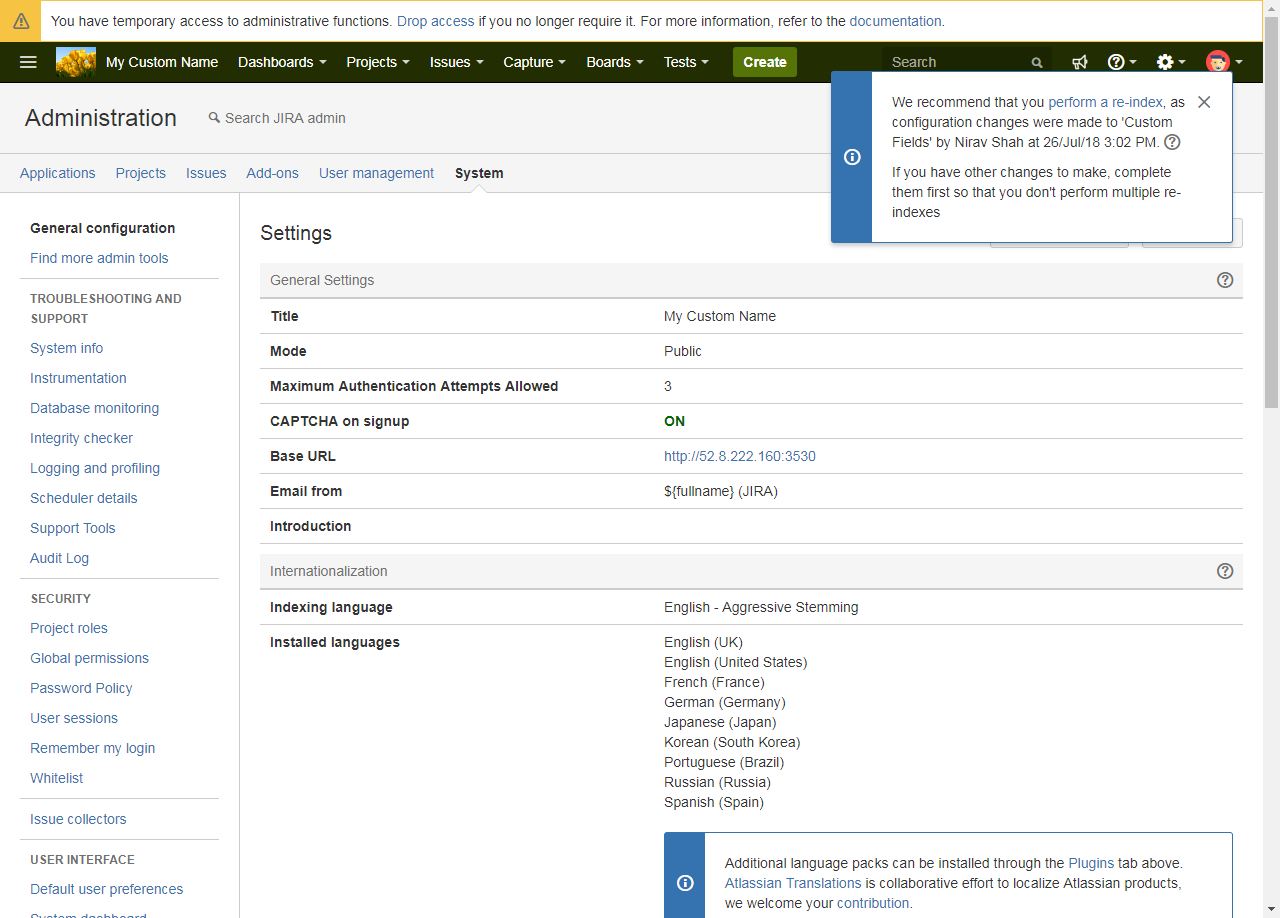 You have temporary access to administrative functions. Drop access if you no longer require it. For more information, refer to the documentation.
My Custom Name Dashboards Projects Issues Capture Boards Tests Create Search
Administration Search JIRA admin
We recommend that you perform a re-index, as
configuration changes were made to 'Custom
Fields' by Nirav Shah at 26/Jul/18 3:02 PM.
If you have other changes to make, complete
them first so that you don't perform multiple re-
indexes
Applications Projects Issues Add-ons User management System
General configuration
Find more admin tools
TROUBLESHOOTING AND
SUPPORT
System info
Instrumentation
Database monitoring
Integrity checker
Logging and profiling
Scheduler details
Support Tools
Audit Log
SECURITY
Project roles
Global permissions
Password Policy
User sessions
Remember my login
Whitelist
Issue collectors
USER INTERFACE
Default user preferences
System dashboard
Settings
General Settings
Title My Custom Name
Mode Public
Maximum Authentication Attempts Allowed 3
CAPTCHA on signup ON
Base URL http://52.8.222.160:3530
Email from ${fullname} (JIRA)
Introduction
Internationalization
Indexing language English - Aggressive Stemming
Installed languages English (UK)
English (United States)
French (France)
German (Germany)
Japanese (Japan)
Korean (South Korea)
Portuguese (Brazil)
Russian (Russia)
Spanish (Spain)
Additional language packs can be installed through the Plugins tab above.
Atlassian Translations is collaborative effort to localize Atlassian products,
we welcome your contribution.